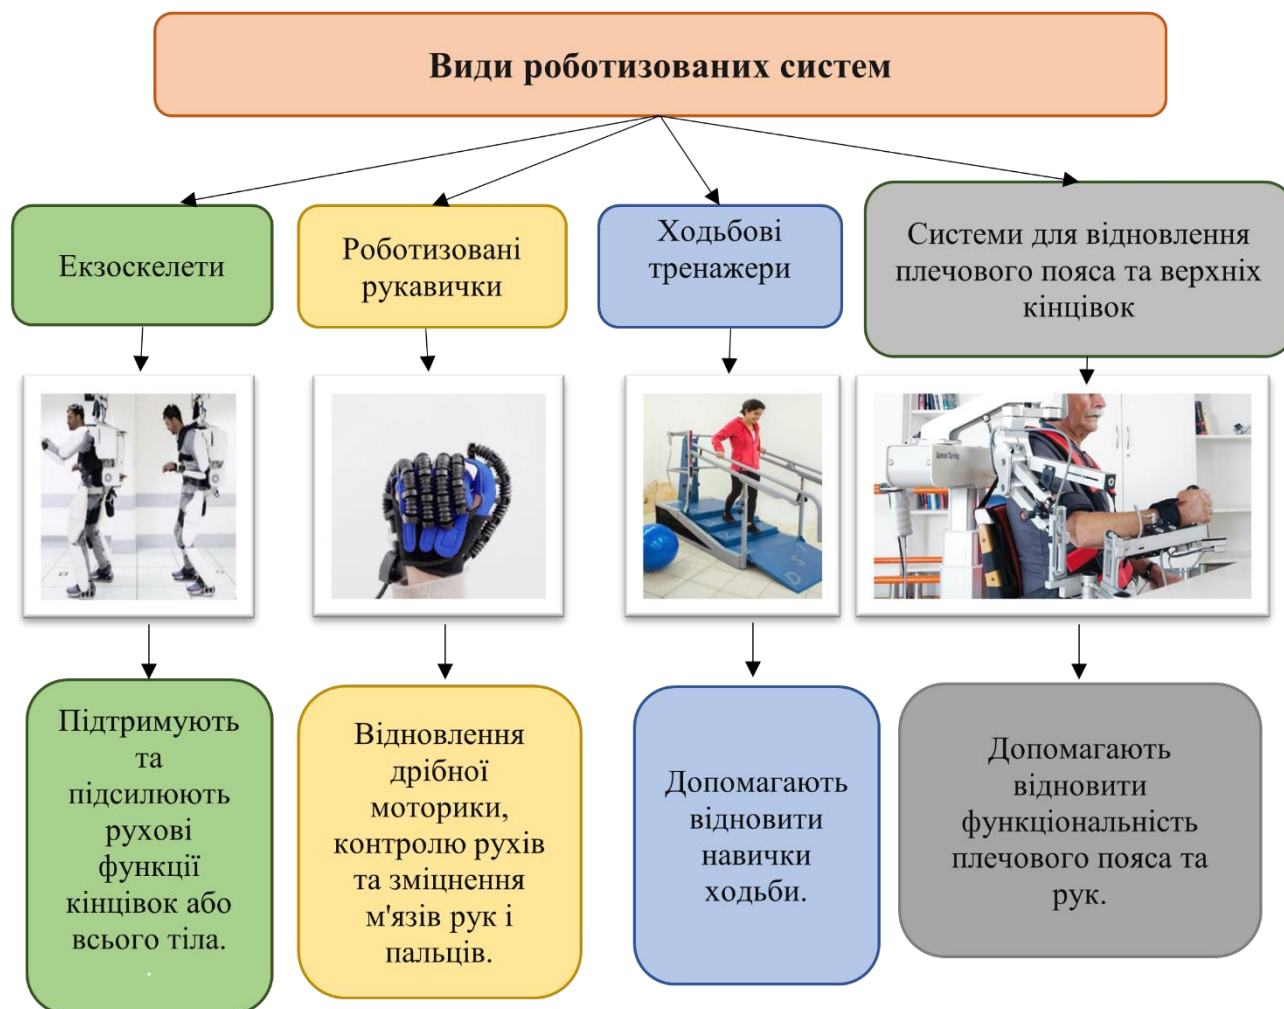 Види роботизованих систем
Екзоскелети
Роботизовані
рукавички
Ходьбові
тренажери
Системи для відновлення
плечового пояса та верхніх
кінцівок
Підтримують
та
підсилюють
рухові
функції
кінцівок або
всього тіла.
.
Відновлення
дрібної
моторики,
контролю рухів
та зміцнення
м'язів рук і
пальців.
Допомагають
відновити
навички
ходьби.
Допомагають
відновити
функціональність
плечового пояса та
рук.